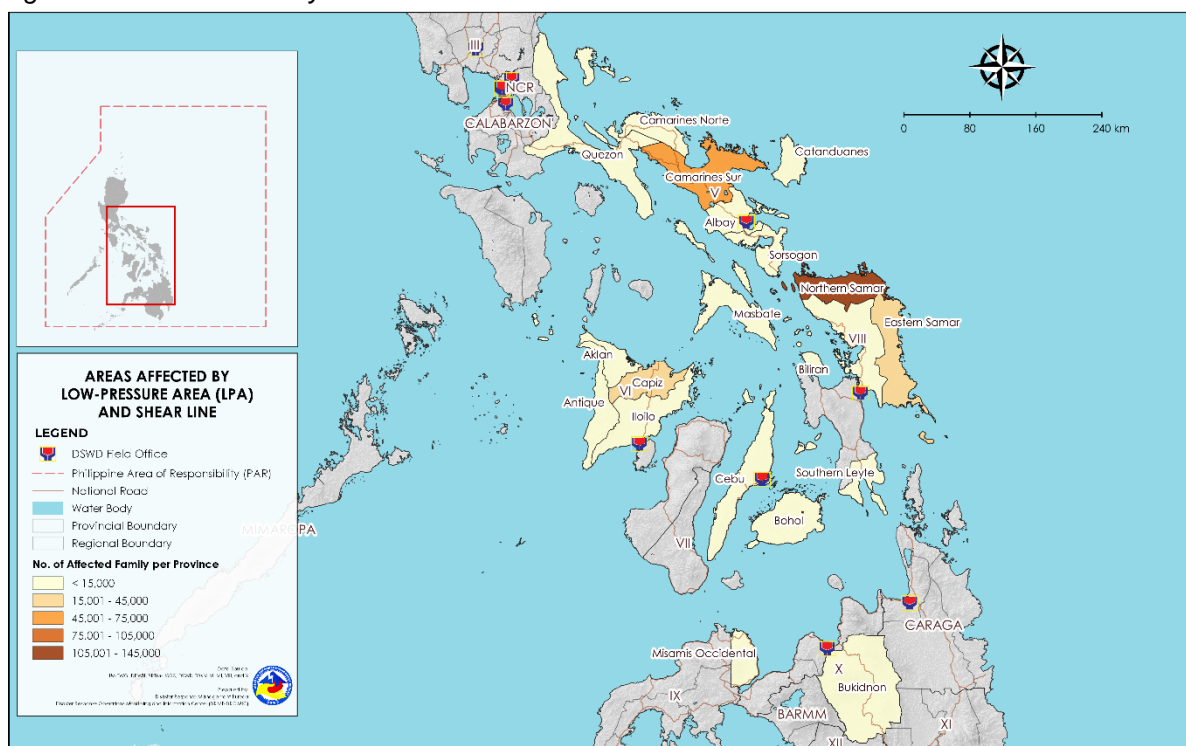 III
NCR
CALABARZON
Quezon
Camarines Norte
Catanduanes
Camarines Sur
V
Albay
Sorsogon
Masbate
Northern Samar
Eastern Samar
VIII
Biliran
Aklan
Capiz
VI
Antique
Iloilo
Cebu
Southern Leyte
Bohol
VII
MIMAROPA
CARAGA
Misamis Occidental
X
Bukidnon
IX
BARMM
XI
XII
0 80 160 240 km
AREAS AFFECTED BY
LOW-PRESSURE AREA (LPA)
AND SHEAR LINE
LEGEND
DSWD Field Office
Philippine Area of Responsibility (PAR)
National Road
Water Body
Provincial Boundary
Regional Boundary
No. of Affected Family per Province
< 15,000
15,001 - 45,000
45,001 - 75,000
75,001 - 105,000
105,001 - 145,000